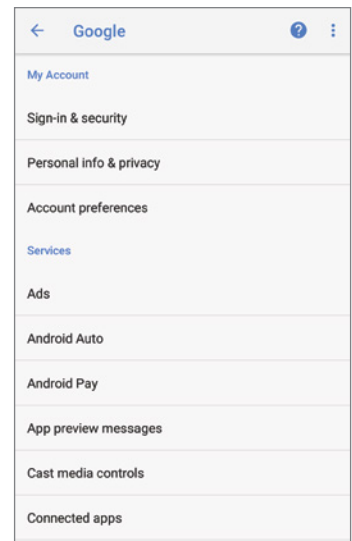 Google
My Account
Sign-in & security
Personal info & privacy
Account preferences
Services
Ads
Android Auto
Android Pay
App preview messages
Cast media controls
Connected apps